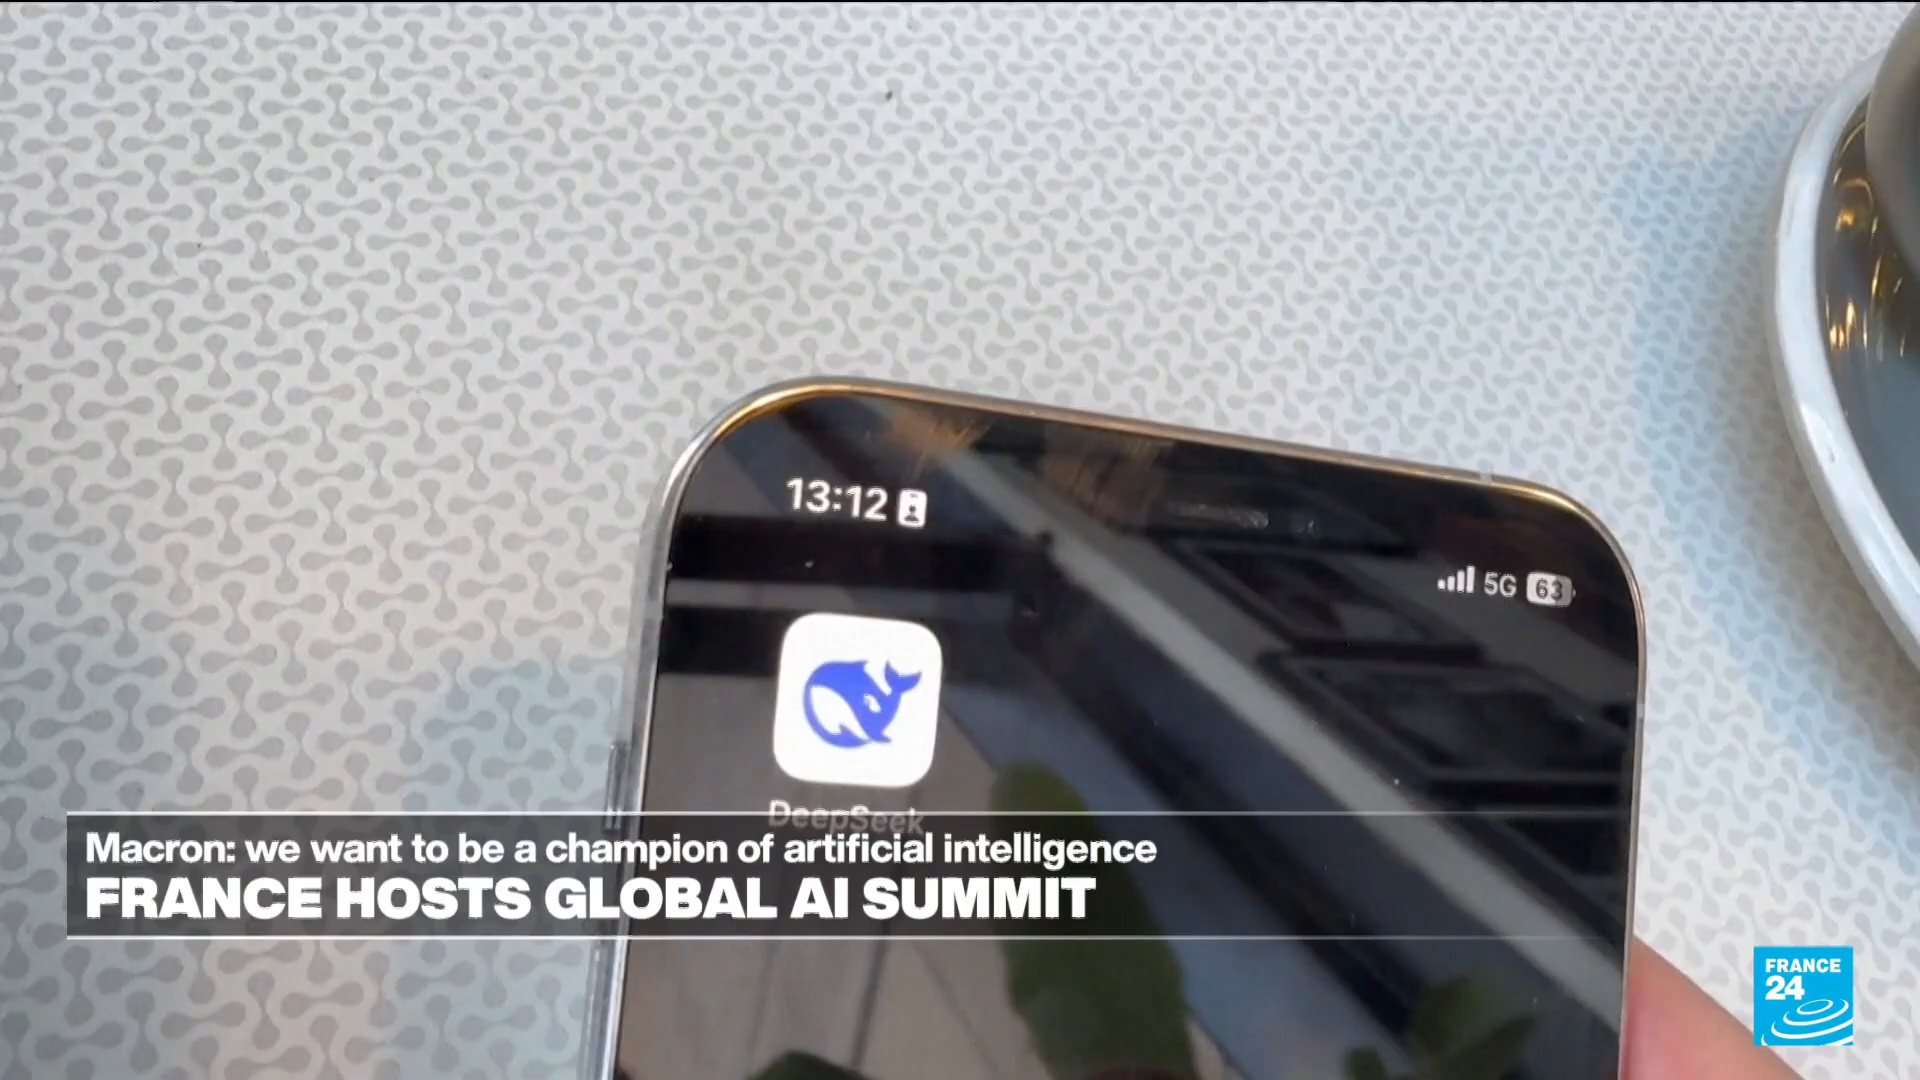 13:12
5G 63
DeepSeek
Macron: we want to be a champion of artificial intelligence
FRANCE HOSTS GLOBAL AI SUMMIT
FRANCE
24